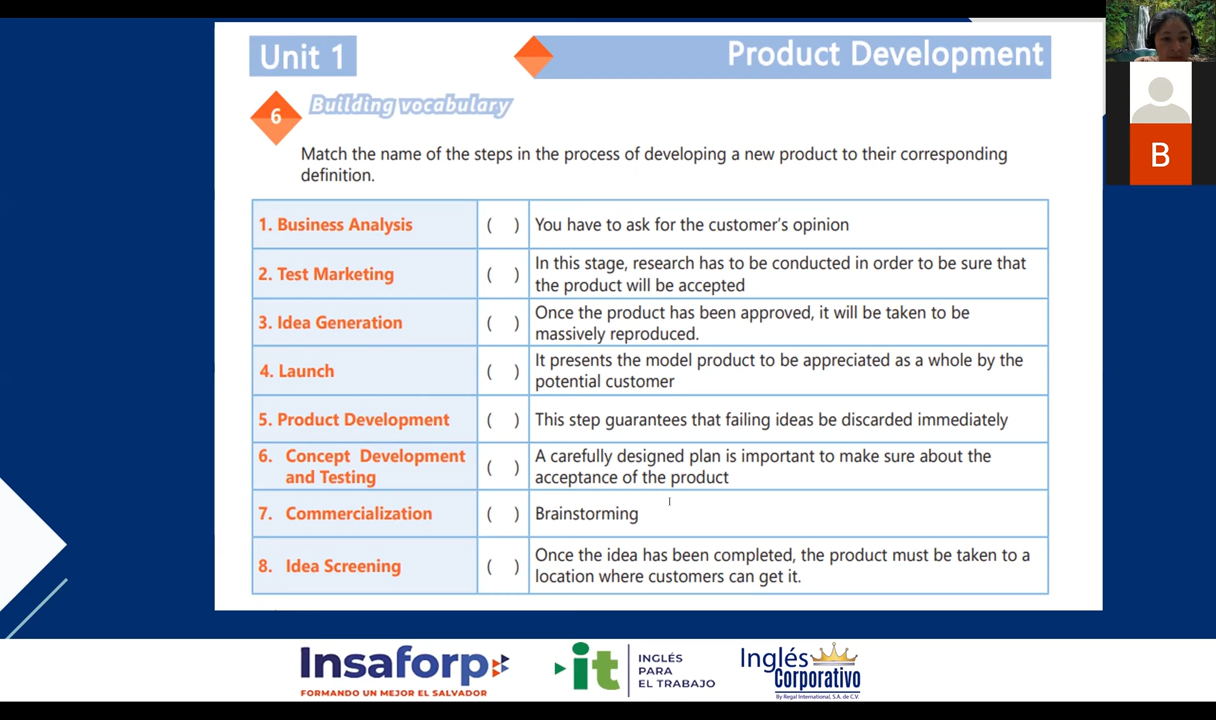 Unit 1
Product Development
6
Building vocabulary
Match the name of the steps in the process of developing a new product to their corresponding
definition.
1. Business Analysis
( )
You have to ask for the customer's opinion
2. Test Marketing
( )
In this stage, research has to be conducted in order to be sure that
the product will be accepted
3. Idea Generation
( )
Once the product has been approved, it will be taken to be
massively reproduced.
4. Launch
( )
It presents the model product to be appreciated as a whole by the
potential customer
5. Product Development
( )
This step guarantees that failing ideas be discarded immediately
6. Concept Development
and Testing
( )
A carefully designed plan is important to make sure about the
acceptance of the product
7. Commercialization
( )
Brainstorming
8. Idea Screening
( )
Once the idea has been completed, the product must be taken to a
location where customers can get it.
B
Insaforp
FORMANDO UN MEJOR EL SALVADOR
it
INGLÉS
PARA
EL TRABAJO
Inglés
Corporativo
By Regal International, S.A. de C.V.